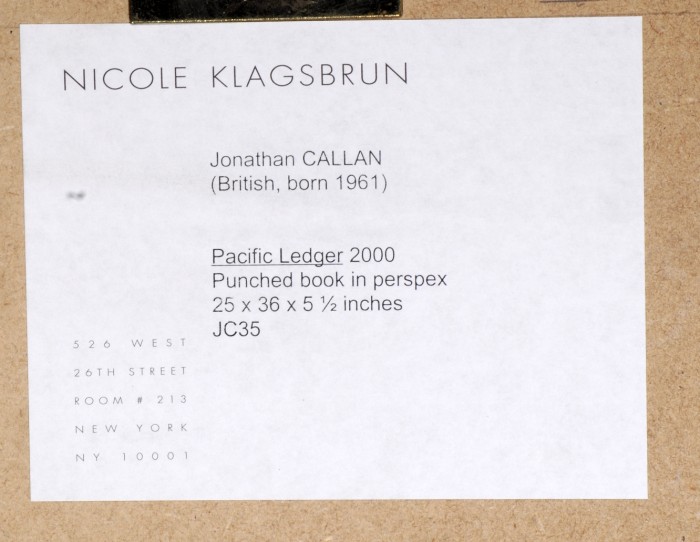 NICOLE KLAGSBRUN
Jonathan CALLAN
(British, born 1961)
Pacific Ledger 2000
Punched book in perspex
25 x 36 x 5 ½ inches
JC35
526 WEST
26TH STREET
ROOM # 213
NEW YORK
NY 10001